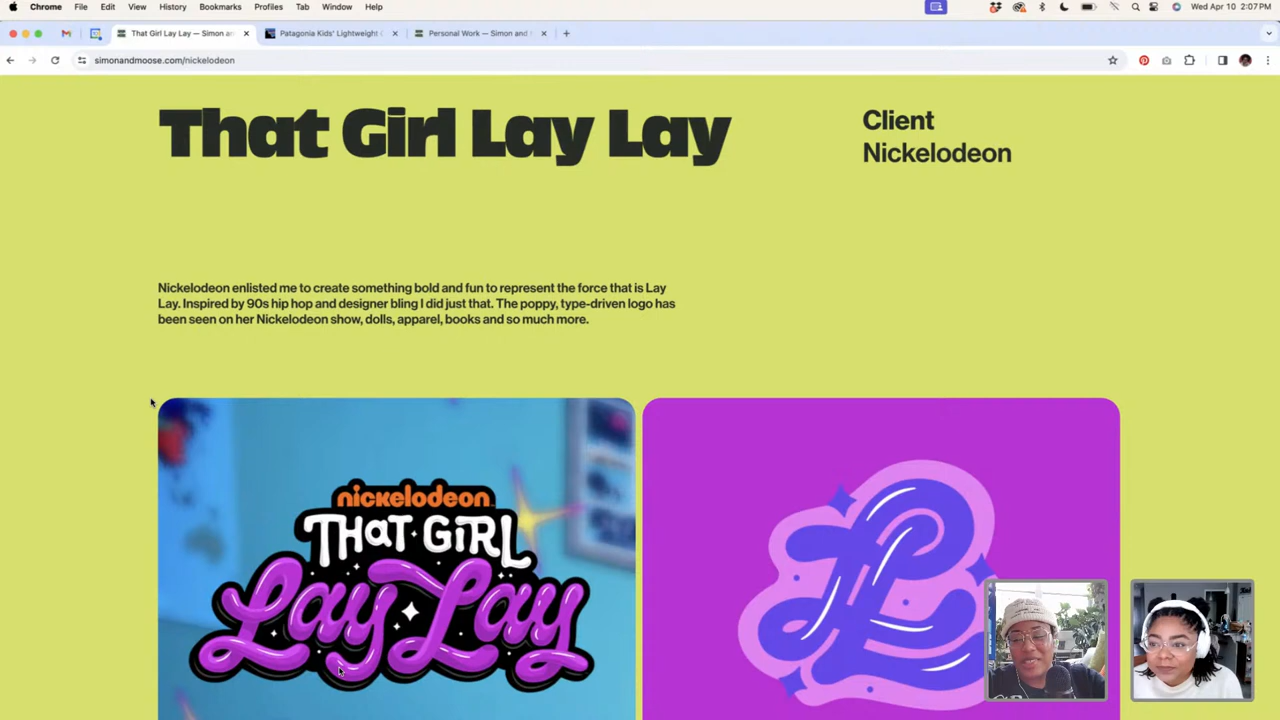 Chrome File Edit View History Bookmarks Profiles Tab Window Help
Wed Apr 10 2:07PM
That Girl Lay Lay — Simon an
Patagonia Kids' Lightweight
Personal Work — Simon and
simonandmoose.com/nickelodeon
That Girl Lay Lay
Client
Nickelodeon
Nickelodeon enlisted me to create something bold and fun to represent the force that is Lay
Lay. Inspired by 90s hip hop and designer bling I did just that. The poppy, type-driven logo has
been seen on her Nickelodeon show, dolls, apparel, books and so much more.
nickelodeon
THaT GiRL
Lay Lay
LL